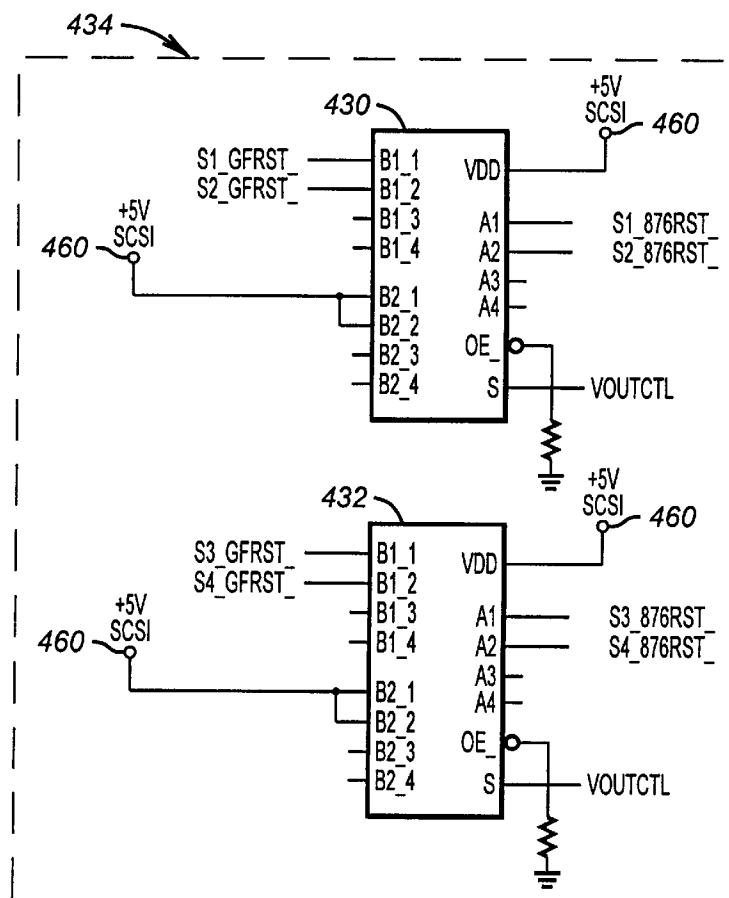 434
430
+5V
SCSI
460
S1_GFRST_
S2_GFRST_
B1_1
B1_2
B1_3
B1_4
B2_1
B2_2
B2_3
B2_4
VDD
A1
A2
A3
A4
OE_
S
S1_876RST_
S2_876RST_
+5V
SCSI
460
VOUTCTL
432
+5V
SCSI
460
S3_GFRST_
S4_GFRST_
B1_1
B1_2
B1_3
B1_4
B2_1
B2_2
B2_3
B2_4
VDD
A1
A2
A3
A4
OE_
S
S3_876RST_
S4_876RST_
+5V
SCSI
460
VOUTCTL